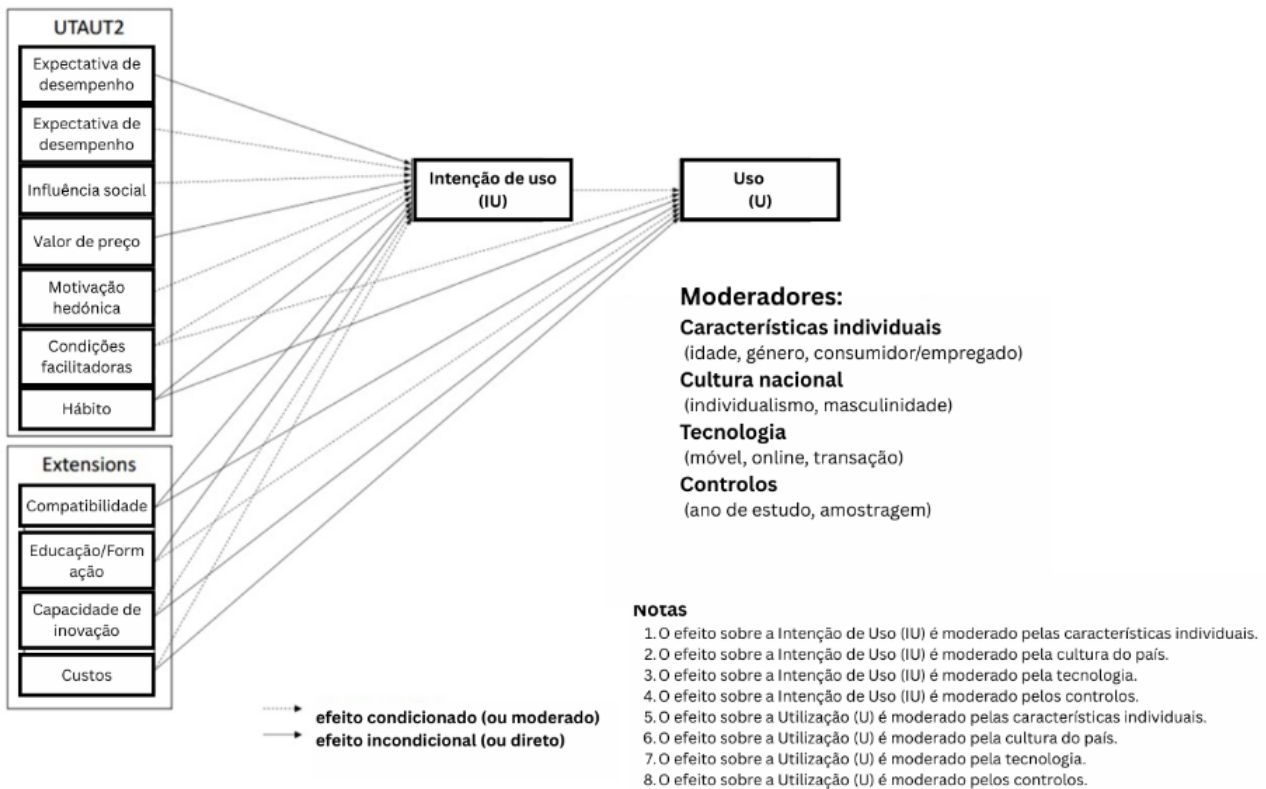 UTAUT2
Expectativa de
desempenho
Expectativa de
desempenho
Influência social
Valor de preço
Motivação
hedónica
Condições
facilitadoras
Hábito
Extensions
Compatibilidade
Educação/Form
ação
Capacidade de
inovação
Custos
Intenção de uso
(IU)
Uso
(U)
Moderadores:
Características individuais
(idade, género, consumidor/empregado)
Cultura nacional
(individualismo, masculinidade)
Tecnologia
(móvel, online, transação)
Controlos
(ano de estudo, amostragem)
efeito condicionado (ou moderado)
efeito incondicional (ou direto)
Notas
1. O efeito sobre a Intenção de Uso (IU) é moderado pelas características individuais.
2. O efeito sobre a Intenção de Uso (IU) é moderado pela cultura do país.
3. O efeito sobre a Intenção de Uso (IU) é moderado pela tecnologia.
4. O efeito sobre a Intenção de Uso (IU) é moderado pelos controlos.
5. O efeito sobre a Utilização (U) é moderado pelas características individuais.
6. O efeito sobre a Utilização (U) é moderado pela cultura do país.
7. O efeito sobre a Utilização (U) é moderado pela tecnologia.
8. O efeito sobre a Utilização (U) é moderado pelos controlos.